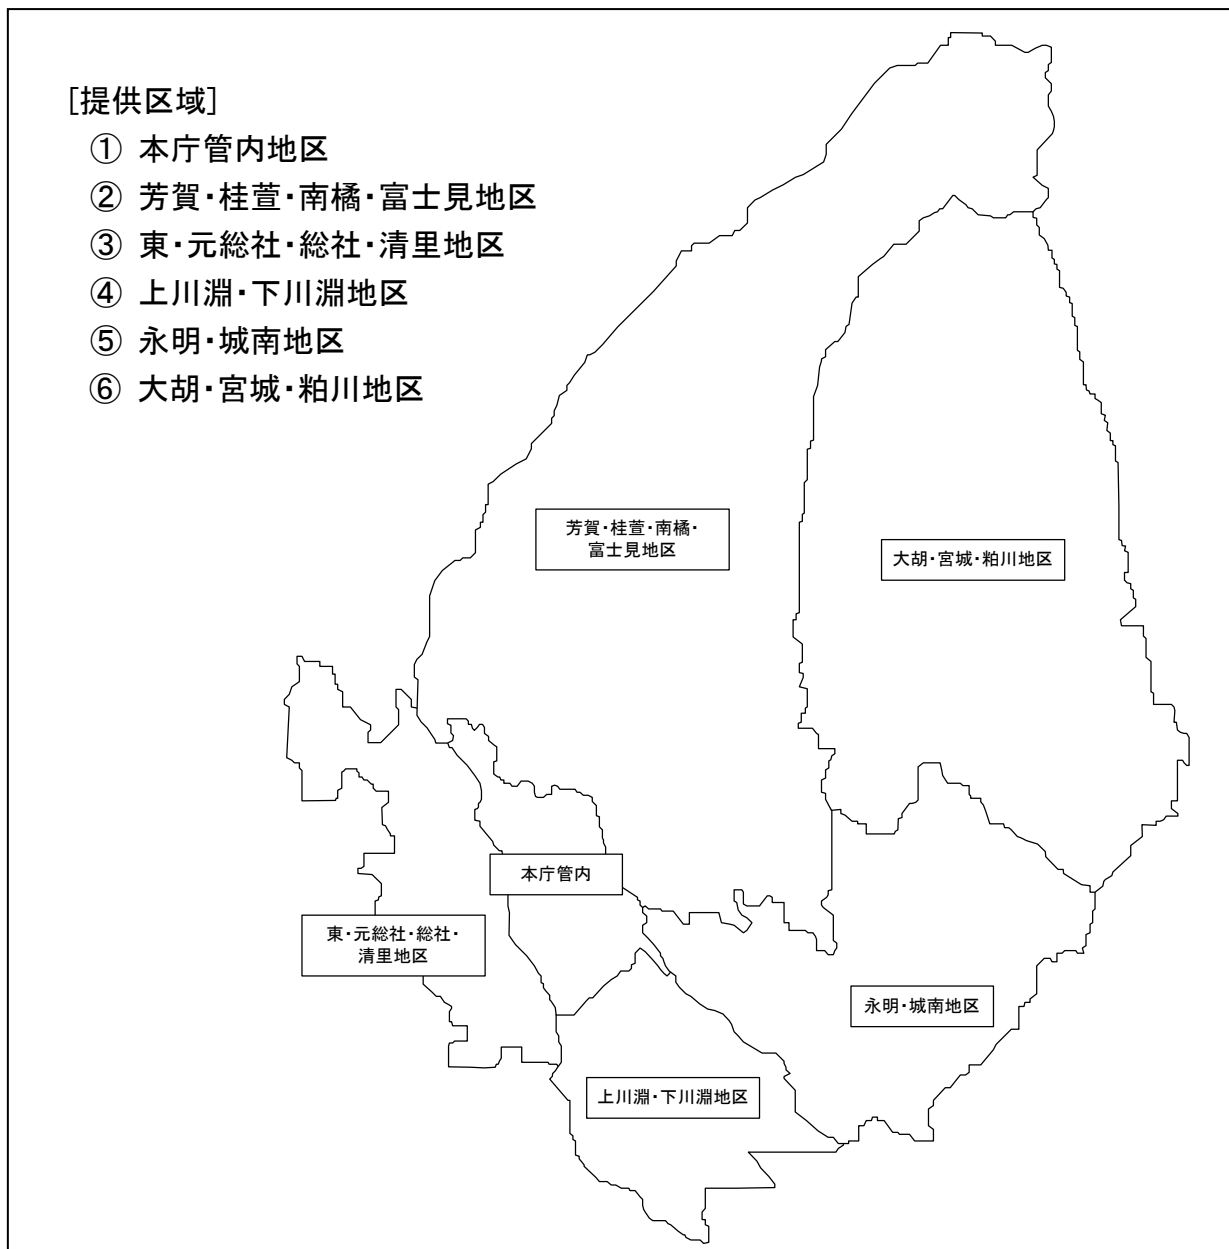 [提供区域]
① 本庁管内地区
② 芳賀・桂萱・南橘・富士見地区
③ 東・元総社・総社・清里地区
④ 上川淵・下川淵地区
⑤ 永明・城南地区
⑥ 大胡・宮城・粕川地区
芳賀・桂萱・南橘・
富士見地区
大胡・宮城・粕川地区
本庁管内
東・元総社・総社・
清里地区
永明・城南地区
上川淵・下川淵地区